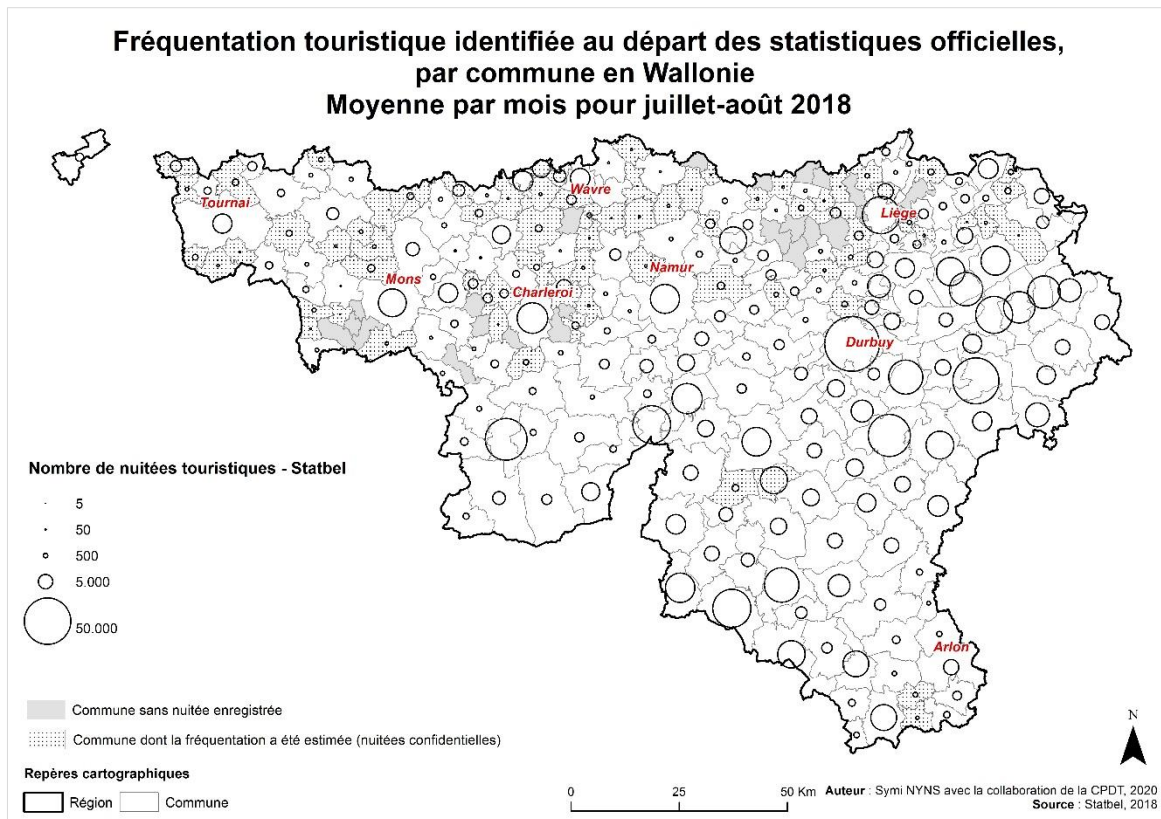 Fréquentation touristique identifiée au départ des statistiques officielles,
par commune en Wallonie
Moyenne par mois pour juillet-août 2018
Tournai
Wavre
Liège
Mons
Charleroi
Namur
Durbuy
Arlon
Nombre de nuitées touristiques - Statbel
5
50
500
5.000
50.000
Commune sans nuitée enregistrée
Commune dont la fréquentation a été estimée (nuitées confidentielles)
Repères cartographiques
Région
Commune
0 25 50 Km
N
Auteur : Symi NYNS avec la collaboration de la CPDT, 2020
Source : Statbel, 2018